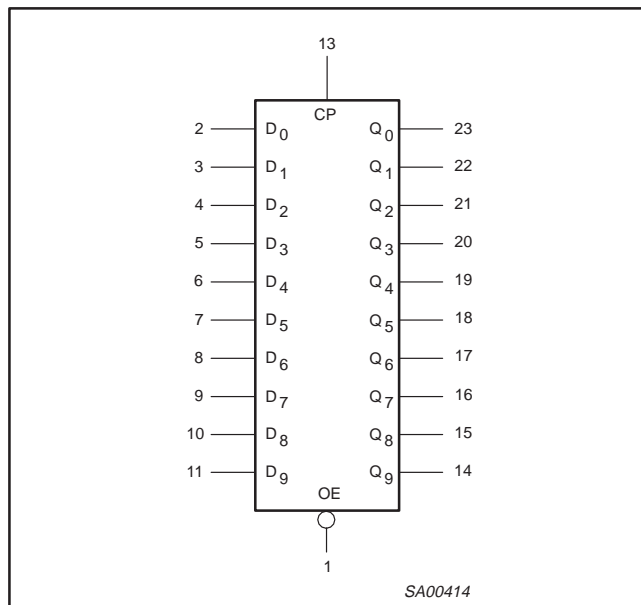 13
CP
2 D0 Q0 23
3 D1 Q1 22
4 D2 Q2 21
5 D3 Q3 20
6 D4 Q4 19
7 D5 Q5 18
8 D6 Q6 17
9 D7 Q7 16
10 D8 Q8 15
11 D9 Q9 14
OE
1
SA00414